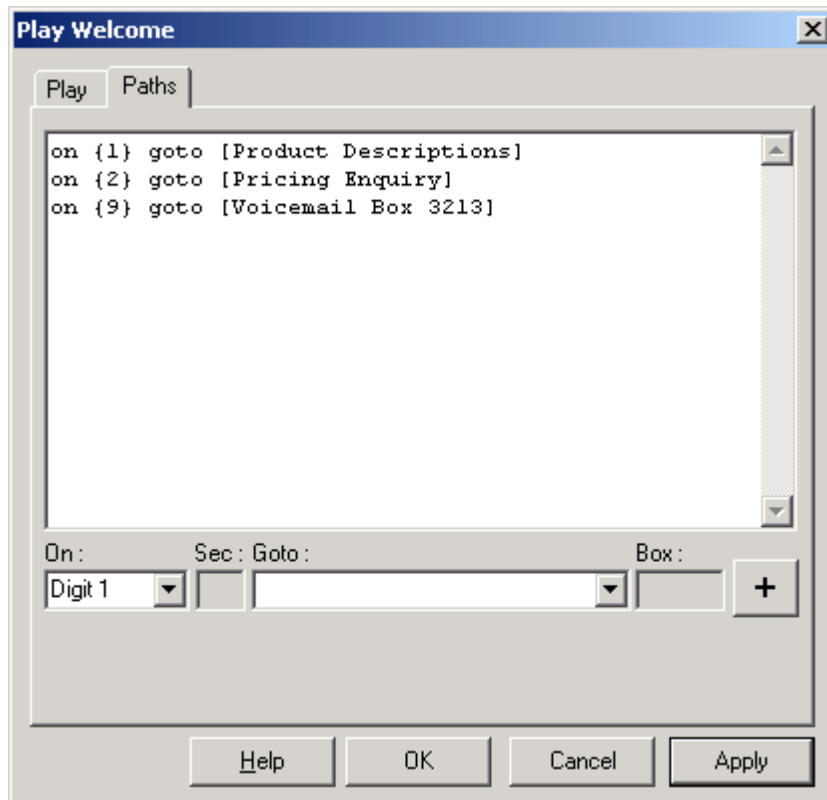 Play Welcome
Play Paths
on {1} goto [Product Descriptions]
on {2} goto [Pricing Enquiry]
on {9} goto [Voicemail Box 3213]
On : Sec : Goto : Box :
Digit 1 +
Help OK Cancel Apply